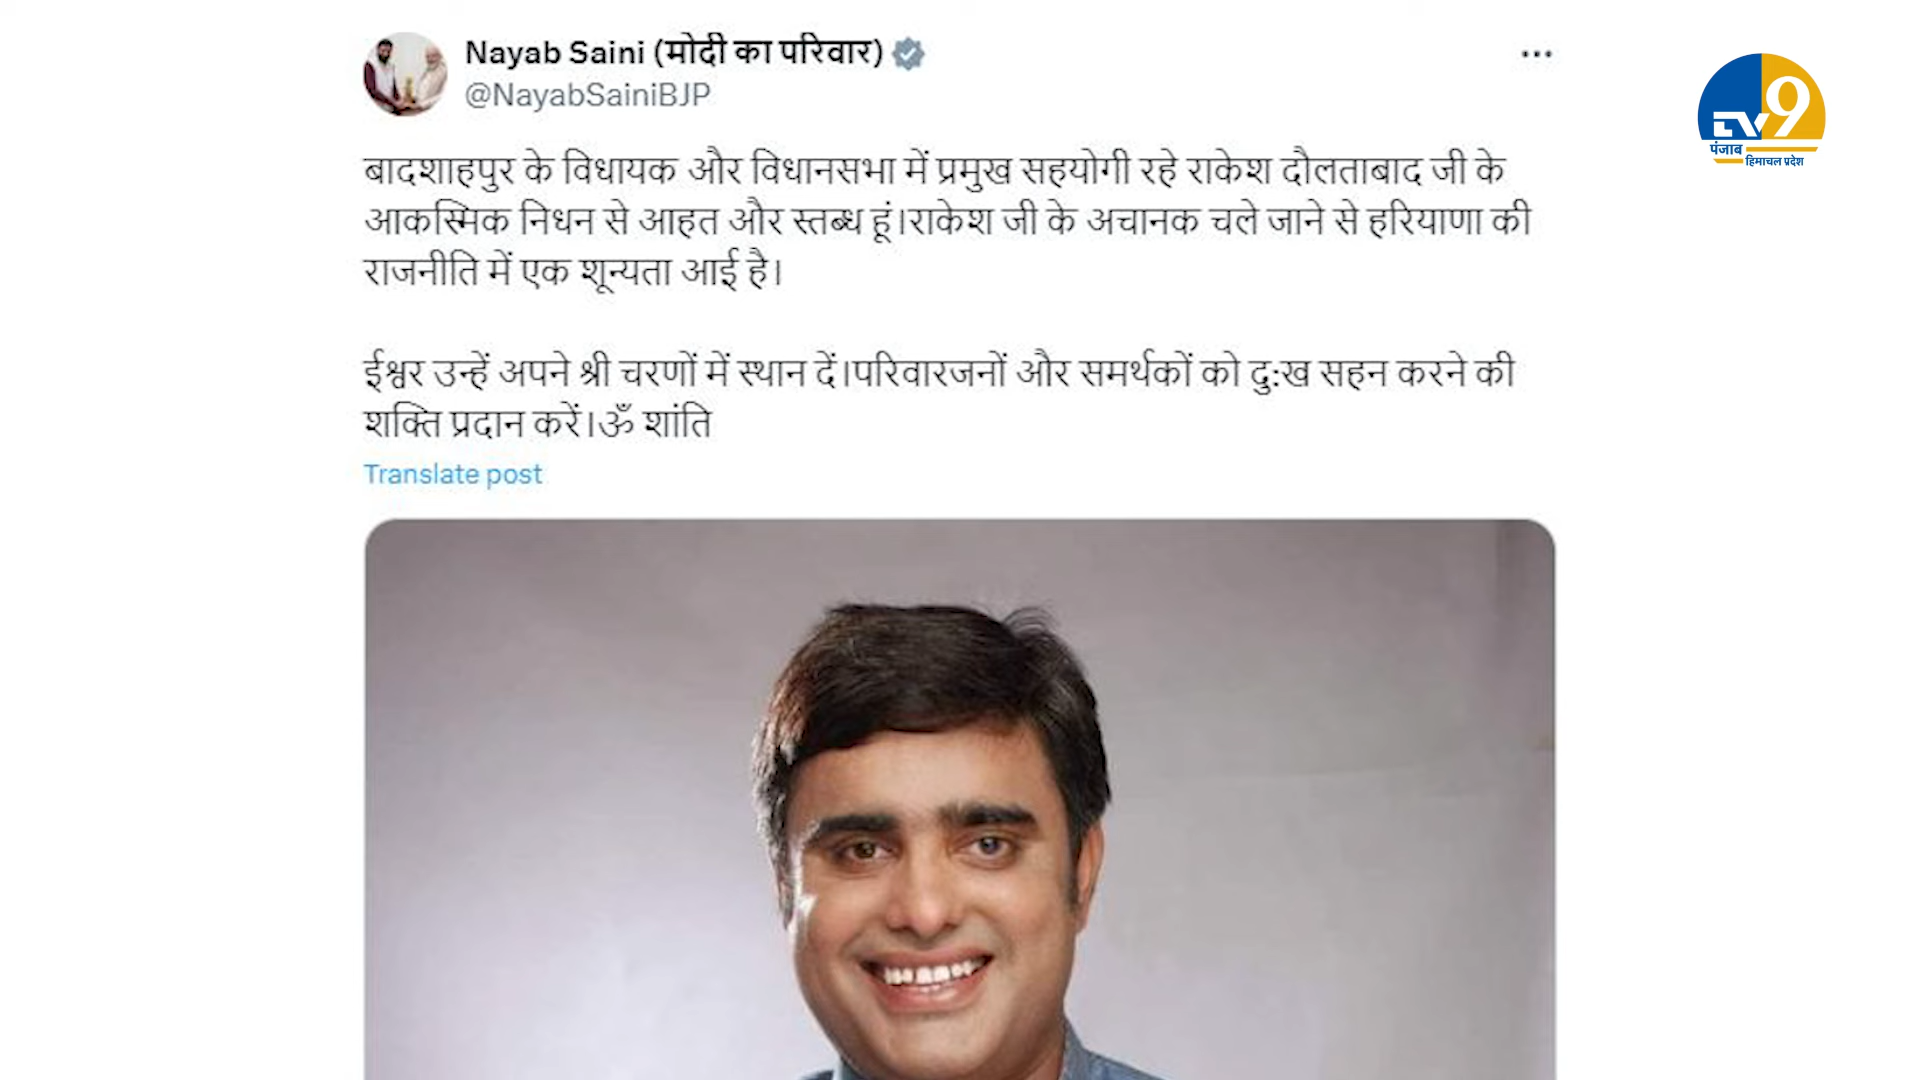 Nayab Saini (मोदी का परिवार)
@NayabSainiBJP
बादशाहपुर के विधायक और विधानसभा में प्रमुख सहयोगी रहे राकेश दौलताबाद जी के
आकस्मिक निधन से आहत और स्तब्ध हूं।राकेश जी के अचानक चले जाने से हरियाणा की
राजनीति में एक शून्यता आई है।
ईश्वर उन्हें अपने श्री चरणों में स्थान दें।परिवारजनों और समर्थकों को दु:ख सहन करने की
शक्ति प्रदान करें।ॐ शांति
Translate post
TV9
पंजाब
हिमाचल प्रदेश